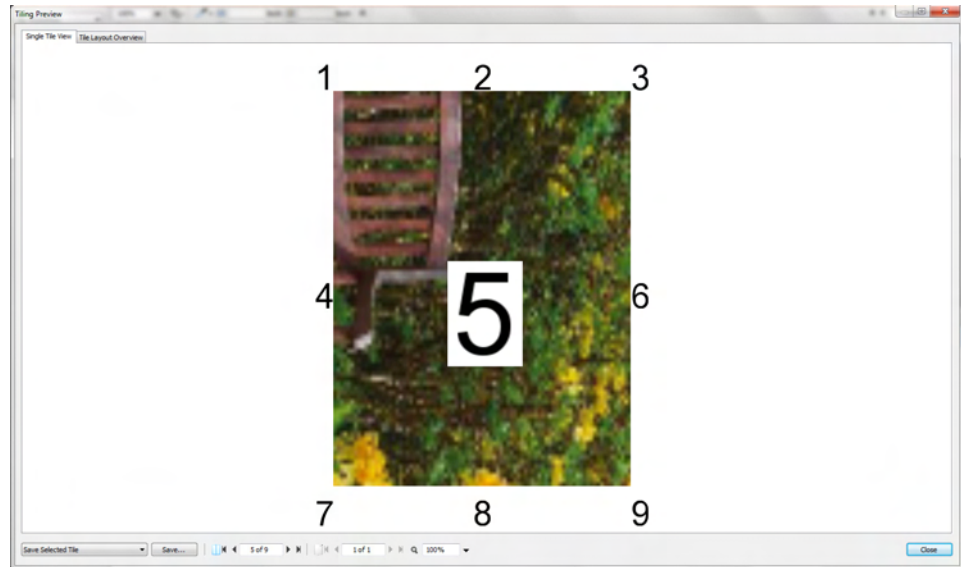 Tiling Preview
Single Tile View Tile Layout Overview
1 2 3
4 5 6
7 8 9
Save Selected Tile Save... 5 of 9 1 of 1 100% Close